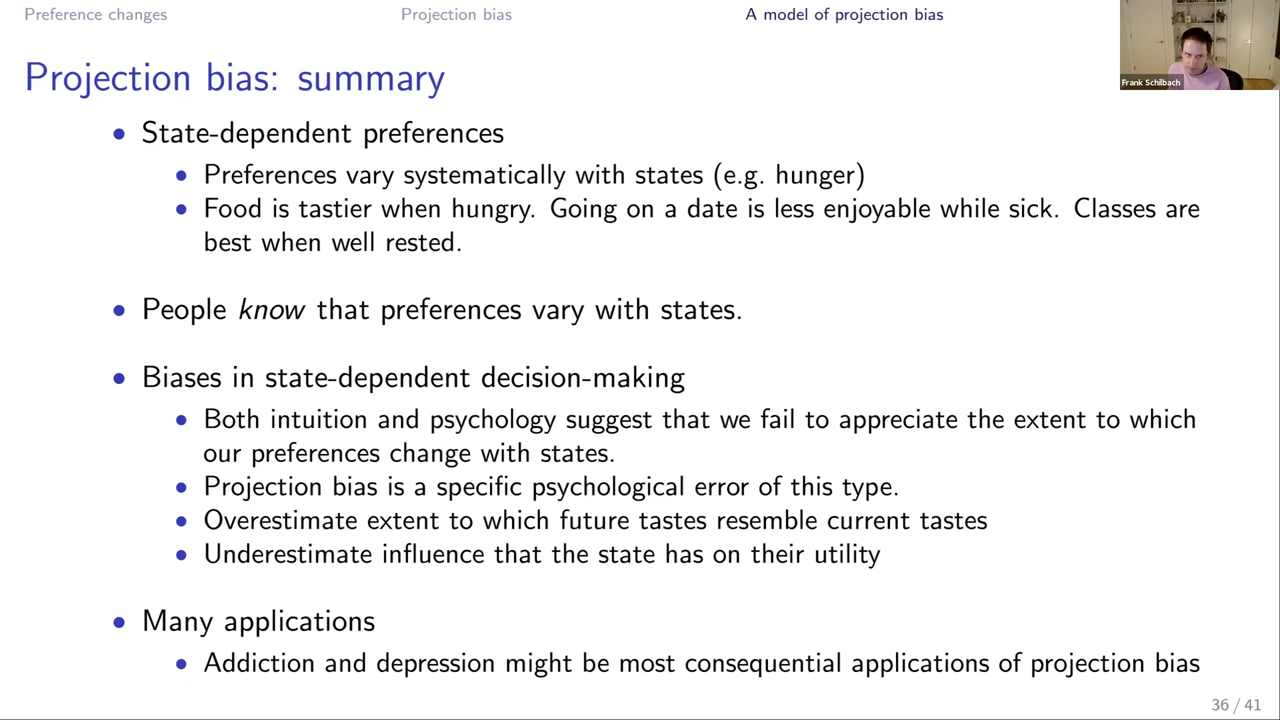 Preference changes Projection bias A model of projection bias
Frank Schilbach
Projection bias: summary
• State-dependent preferences
• Preferences vary systematically with states (e.g. hunger)
• Food is tastier when hungry. Going on a date is less enjoyable while sick. Classes are
best when well rested.
• People know that preferences vary with states.
• Biases in state-dependent decision-making
• Both intuition and psychology suggest that we fail to appreciate the extent to which
our preferences change with states.
• Projection bias is a specific psychological error of this type.
• Overestimate extent to which future tastes resemble current tastes
• Underestimate influence that the state has on their utility
• Many applications
• Addiction and depression might be most consequential applications of projection bias
36 / 41